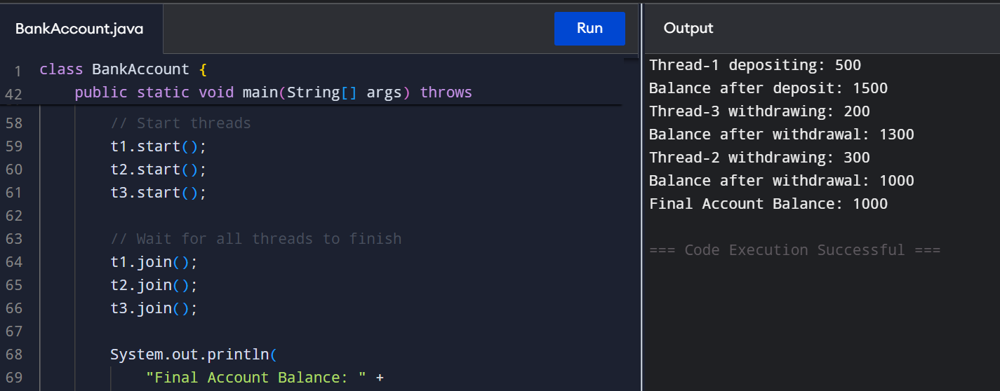 BankAccount.java
Run
1 class BankAccount {
42 public static void main(String[] args) throws
58 // Start threads
59 t1.start();
60 t2.start();
61 t3.start();
62
63 // Wait for all threads to finish
64 t1.join();
65 t2.join();
66 t3.join();
67
68 System.out.println(
69 "Final Account Balance: " +
Output
Thread-1 depositing: 500
Balance after deposit: 1500
Thread-3 withdrawing: 200
Balance after withdrawal: 1300
Thread-2 withdrawing: 300
Balance after withdrawal: 1000
Final Account Balance: 1000
=== Code Execution Successful ===